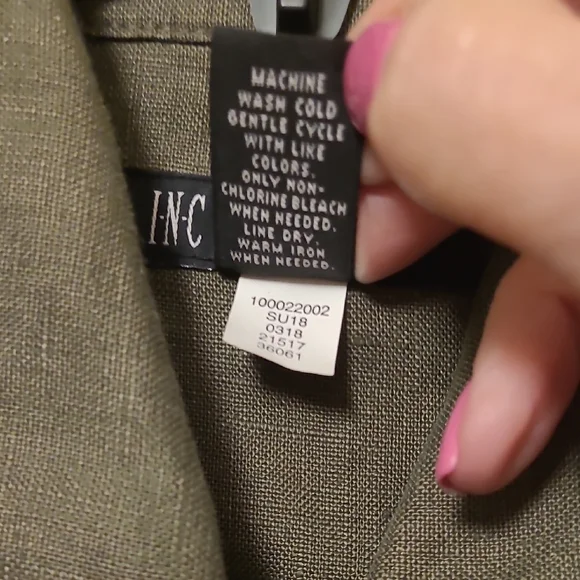 I·N·C
MACHINE
WASH COLD
GENTLE CYCLE
WITH LIKE
COLORS.
ONLY NON-
CHLORINE BLEACH
WHEN NEEDED.
LINE DRY.
WARM IRON
WHEN NEEDED.
100022002
SU18
0318
21517
36061